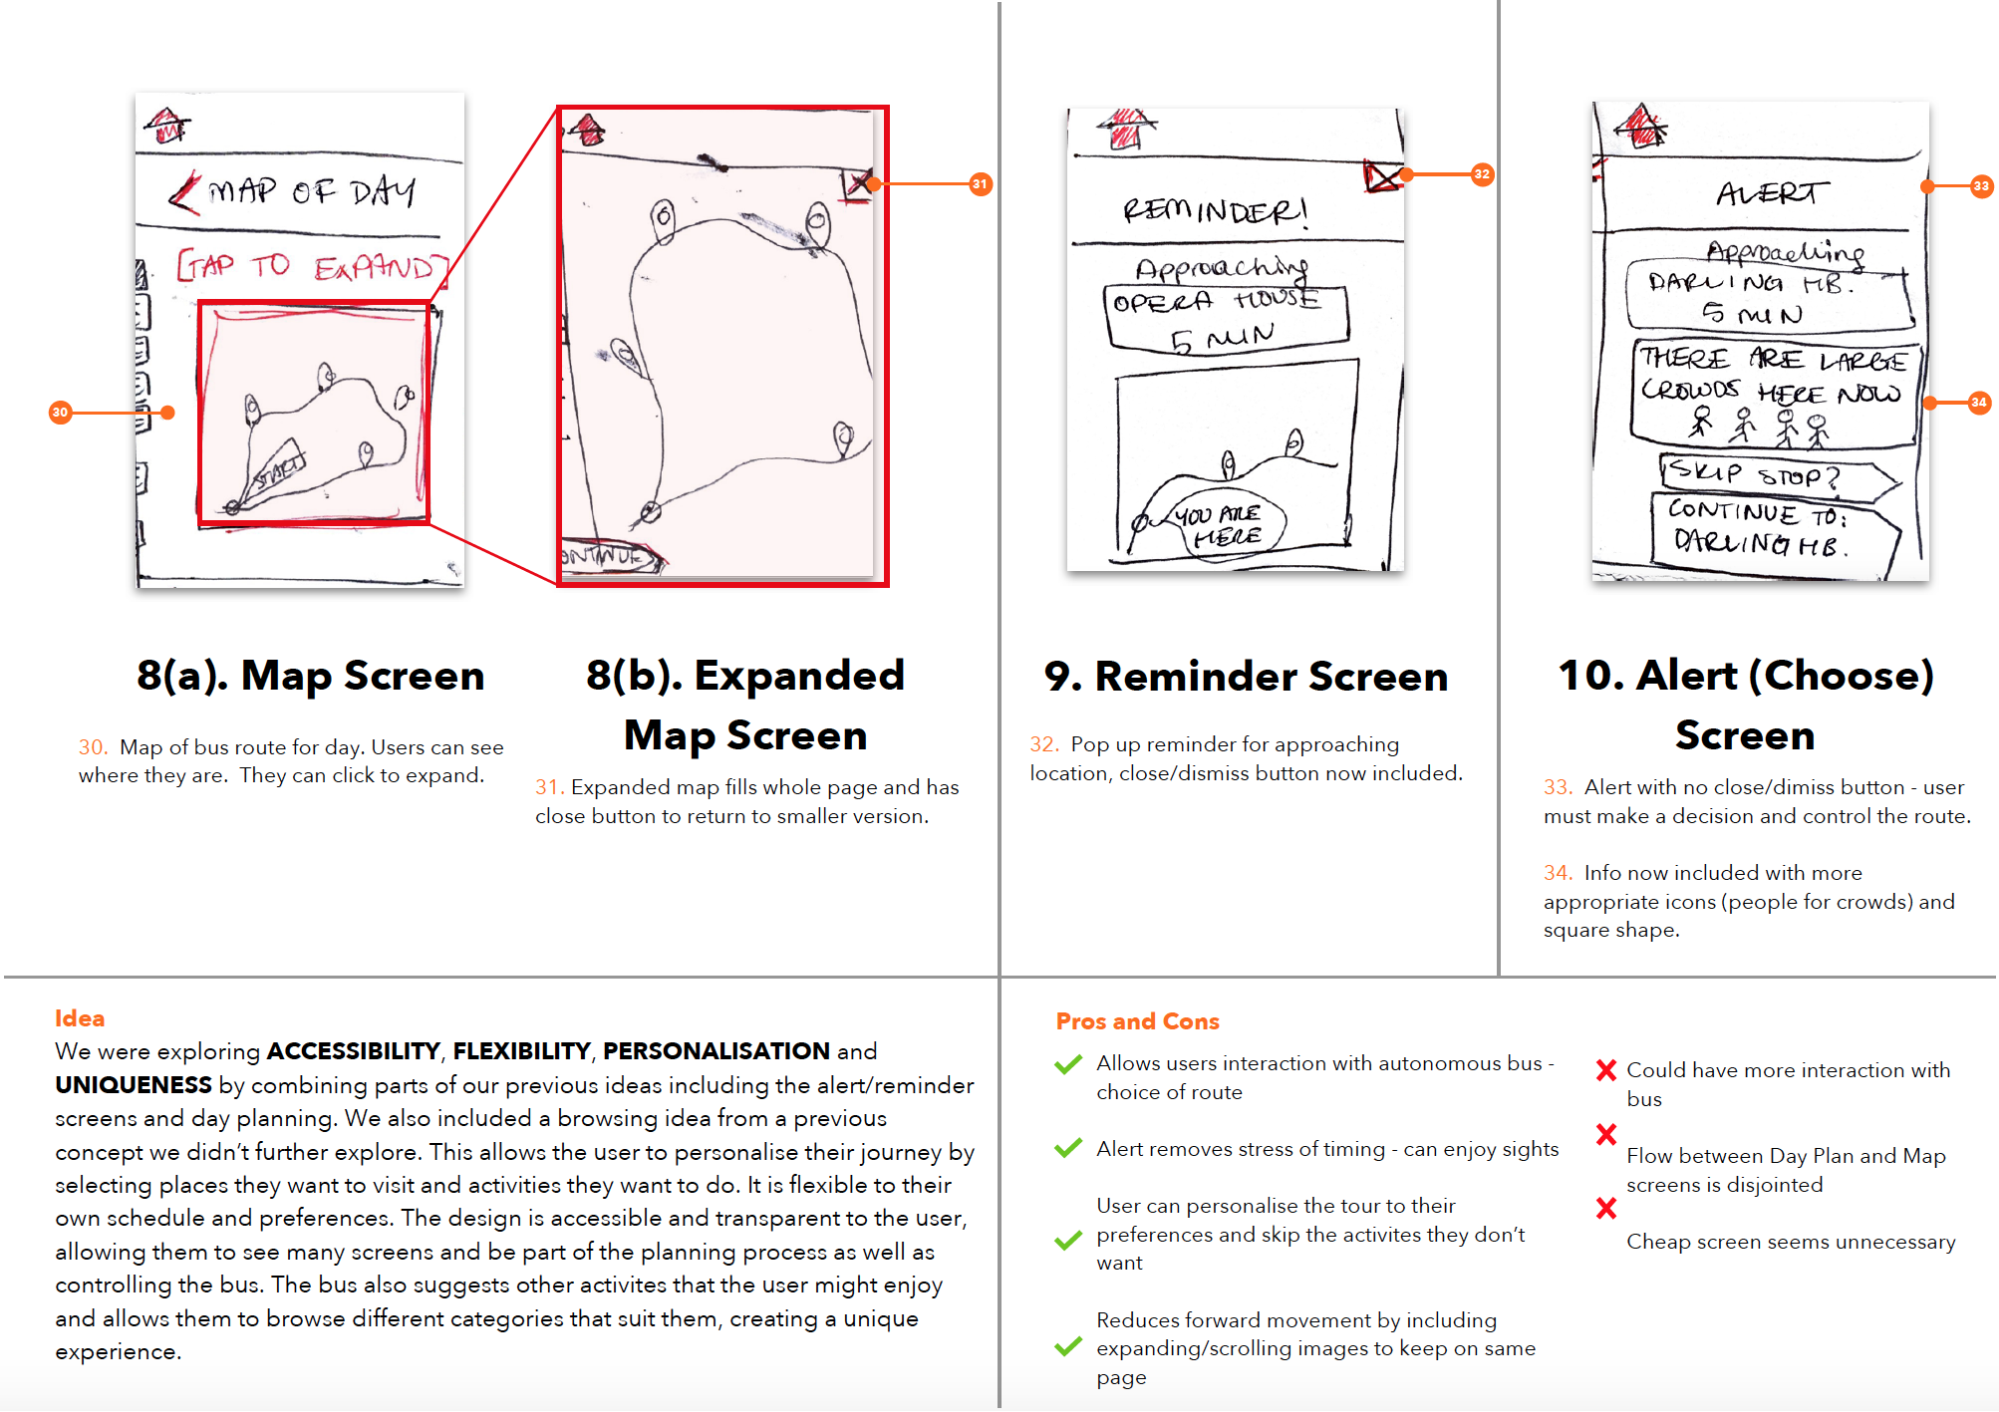 MAP OF DAY
[TAP TO EXPAND]
START
30
31
CONTINUE
REMINDER!
Approaching
OPERA HOUSE
5 MIN
YOU ARE
HERE
32
ALERT
Approaching
DARLING HB.
5 MIN
THERE ARE LARGE
CROWDS HERE NOW
SKIP STOP?
CONTINUE TO:
DARLING HB.
33
34
8(a). Map Screen
30. Map of bus route for day. Users can see
where they are. They can click to expand.
8(b). Expanded
Map Screen
31. Expanded map fills whole page and has
close button to return to smaller version.
9. Reminder Screen
32. Pop up reminder for approaching
location, close/dismiss button now included.
10. Alert (Choose)
Screen
33. Alert with no close/dimiss button - user
must make a decision and control the route.
34. Info now included with more
appropriate icons (people for crowds) and
square shape.
Idea
We were exploring ACCESSIBILITY, FLEXIBILITY, PERSONALISATION and
UNIQUENESS by combining parts of our previous ideas including the alert/reminder
screens and day planning. We also included a browsing idea from a previous
concept we didn't further explore. This allows the user to personalise their journey by
selecting places they want to visit and activities they want to do. It is flexible to their
own schedule and preferences. The design is accessible and transparent to the user,
allowing them to see many screens and be part of the planning process as well as
controlling the bus. The bus also suggests other activites that the user might enjoy
and allows them to browse different categories that suit them, creating a unique
experience.
Pros and Cons
Allows users interaction with autonomous bus -
choice of route
Alert removes stress of timing - can enjoy sights
User can personalise the tour to their
preferences and skip the activites they don't
want
Reduces forward movement by including
expanding/scrolling images to keep on same
page
Could have more interaction with
bus
Flow between Day Plan and Map
screens is disjointed
Cheap screen seems unnecessary